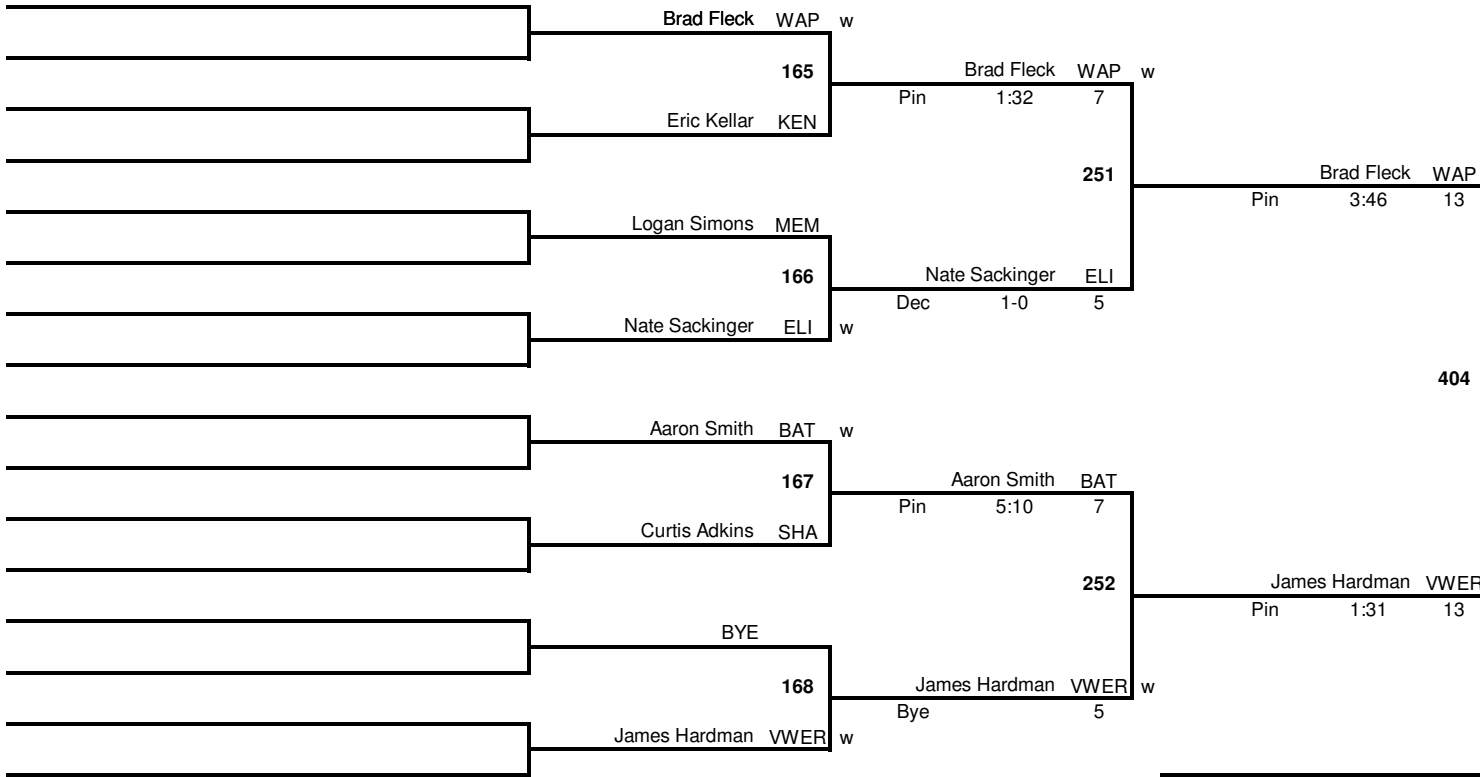 Brad Fleck WAP w
165
Brad Fleck WAP w
Pin 1:32 7
Eric Kellar KEN
251
Brad Fleck WAP
Pin 3:46 13
Logan Simons MEM
166
Nate Sackinger ELI
Dec 1-0 5
Nate Sackinger ELI w
404
Aaron Smith BAT w
167
Aaron Smith BAT
Pin 5:10 7
Curtis Adkins SHA
252
James Hardman VWER
Pin 1:31 13
BYE
168
James Hardman VWER w
Bye 5
James Hardman VWER w